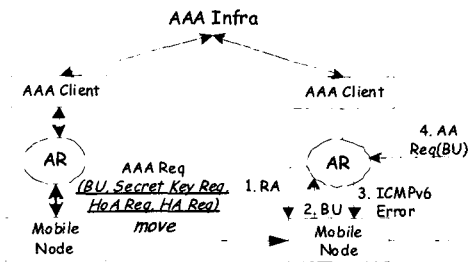 AAA Infra
AAA Client
AAA Client
4. AA
Req(BU)
AR
AR
AAA Req
(BU, Secret Key Req,
HoA Req, HA Req)
move
1. RA
2. BU
3. ICMPv6
Error
Mobile
Node
Mobile
Node